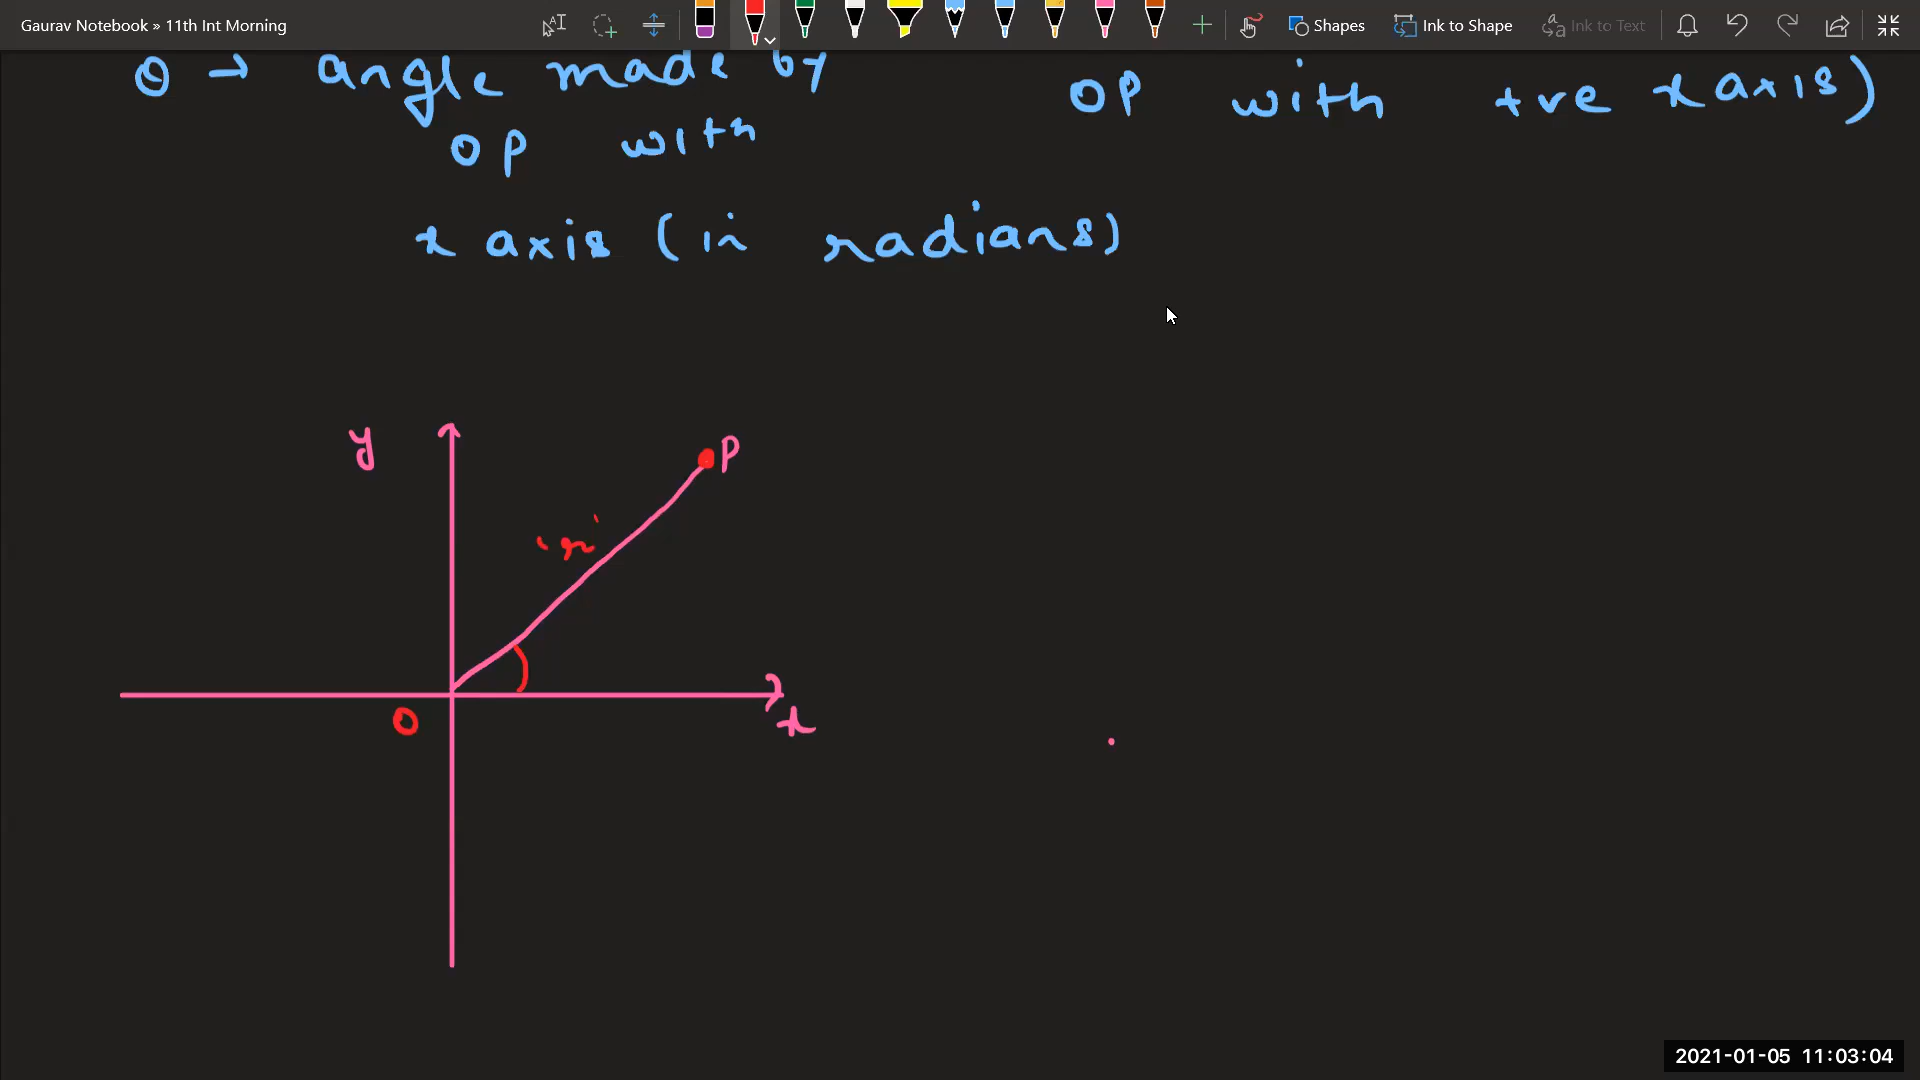 Gaurav Notebook » 11th Int Morning
Shapes
Ink to Shape
Ink to Text
θ → angle made by
OP with
x axis (in radians)
OP with +ve x axis)
y
P
'r'
O
x
2021-01-05 11:03:04